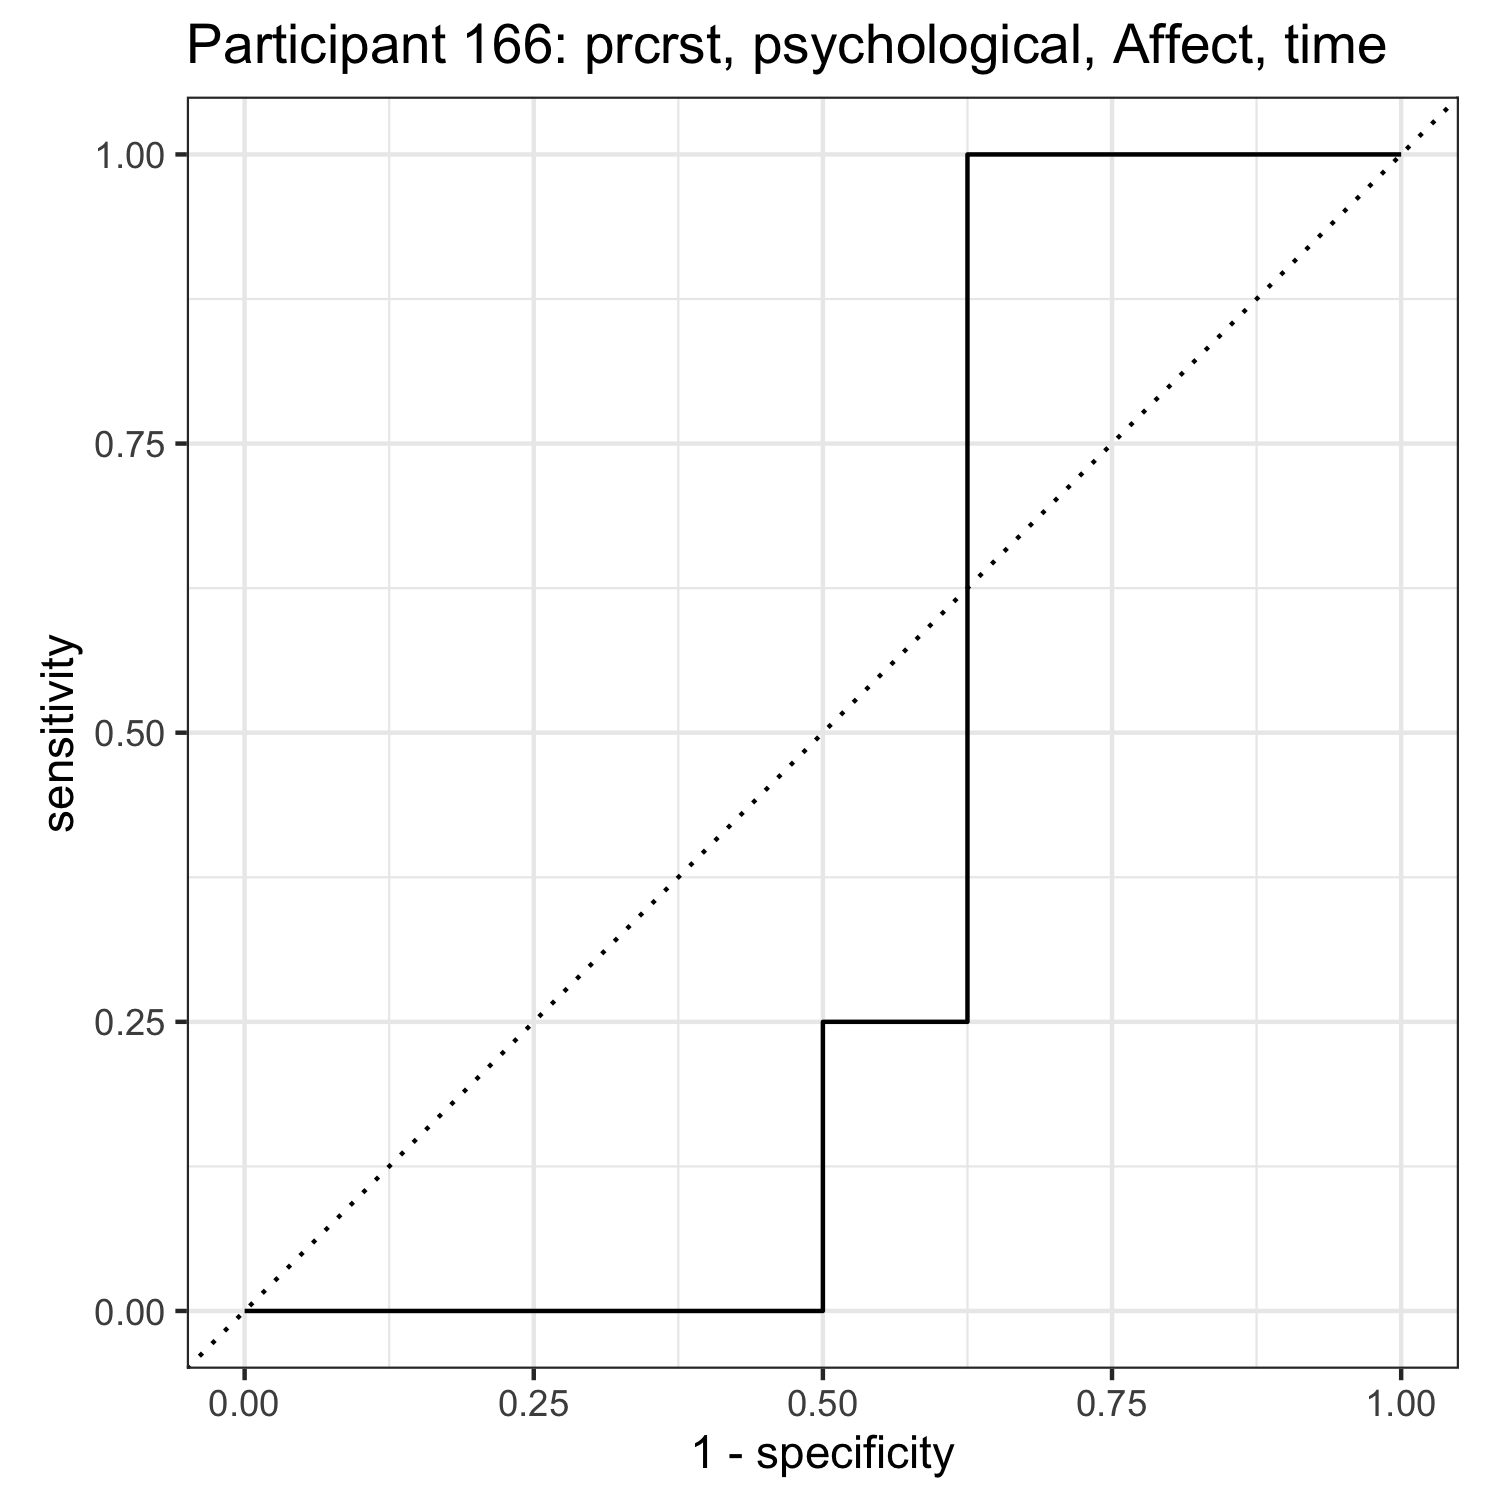 Participant 166: prcrst, psychological, Affect, time
sensitivity
1.00
0.75
0.50
0.25
0.00
0.00 0.25 0.50 0.75 1.00
1 - specificity